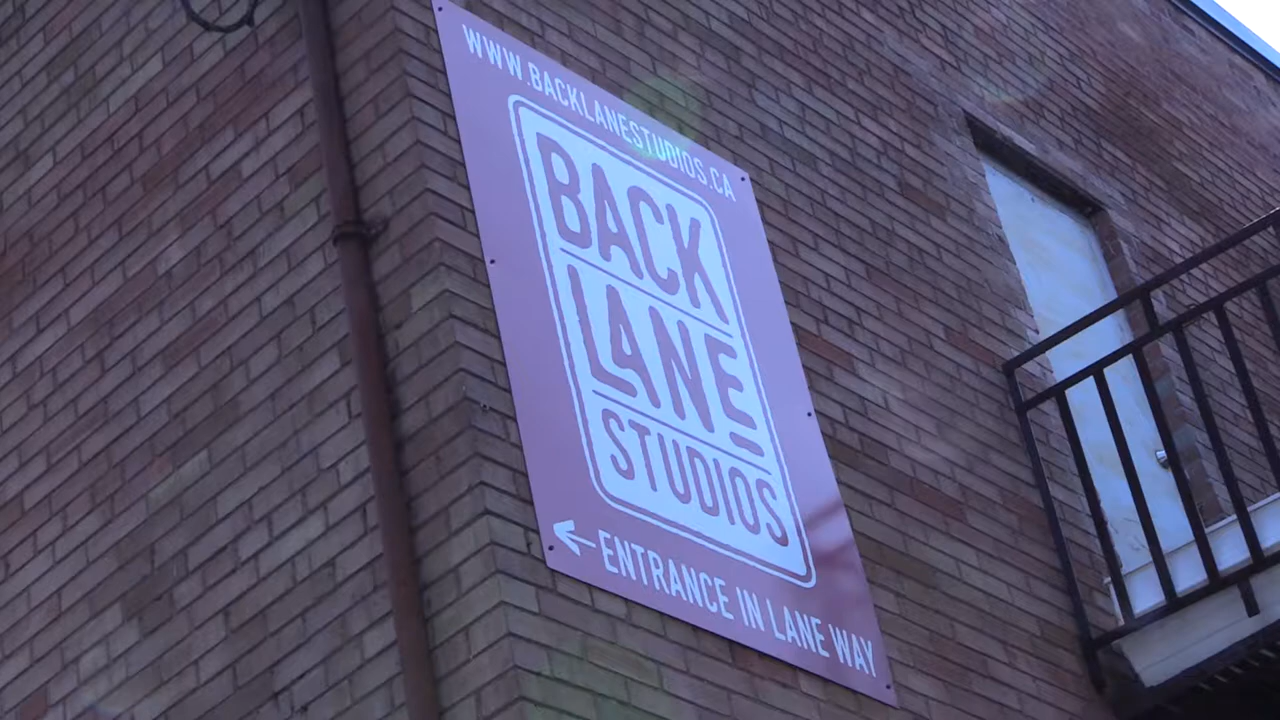 WWW.BACKLANESTUDIOS.CA
BACK
LANE
STUDIOS
ENTRANCE IN LANE WAY